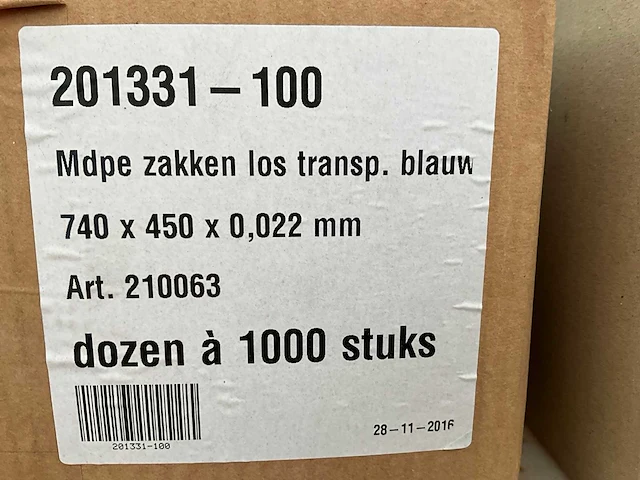 201331 – 100
Mdpe zakken los transp. blauw
740 x 450 x 0,022 mm
Art. 210063
dozen à 1000 stuks
201331-100
28–11–2016